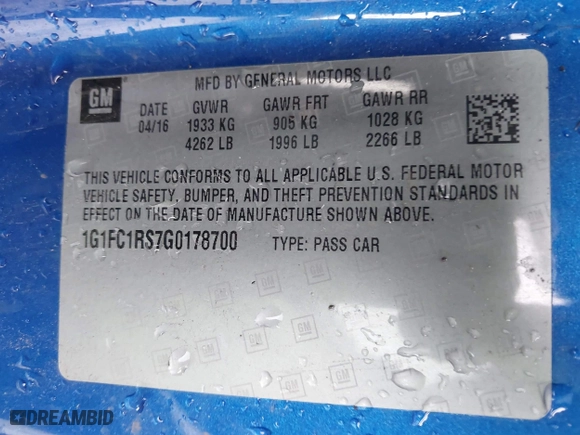 GM
MFD BY GENERAL MOTORS LLC
DATE GVWR GAWR FRT GAWR RR
04/16 1933 KG 905 KG 1028 KG
4262 LB 1996 LB 2266 LB
THIS VEHICLE CONFORMS TO ALL APPLICABLE U.S. FEDERAL MOTOR
VEHICLE SAFETY, BUMPER, AND THEFT PREVENTION STANDARDS IN
EFFECT ON THE DATE OF MANUFACTURE SHOWN ABOVE.
1G1FC1RS7G0178700 TYPE: PASS CAR
DREAMBID